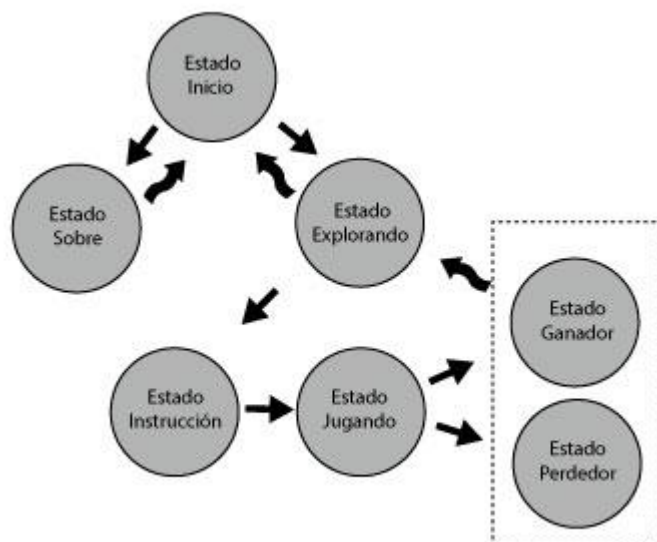 Estado
Inicio
Estado
Sobre
Estado
Explorando
Estado
Ganador
Estado
Instrucción
Estado
Jugando
Estado
Perdedor